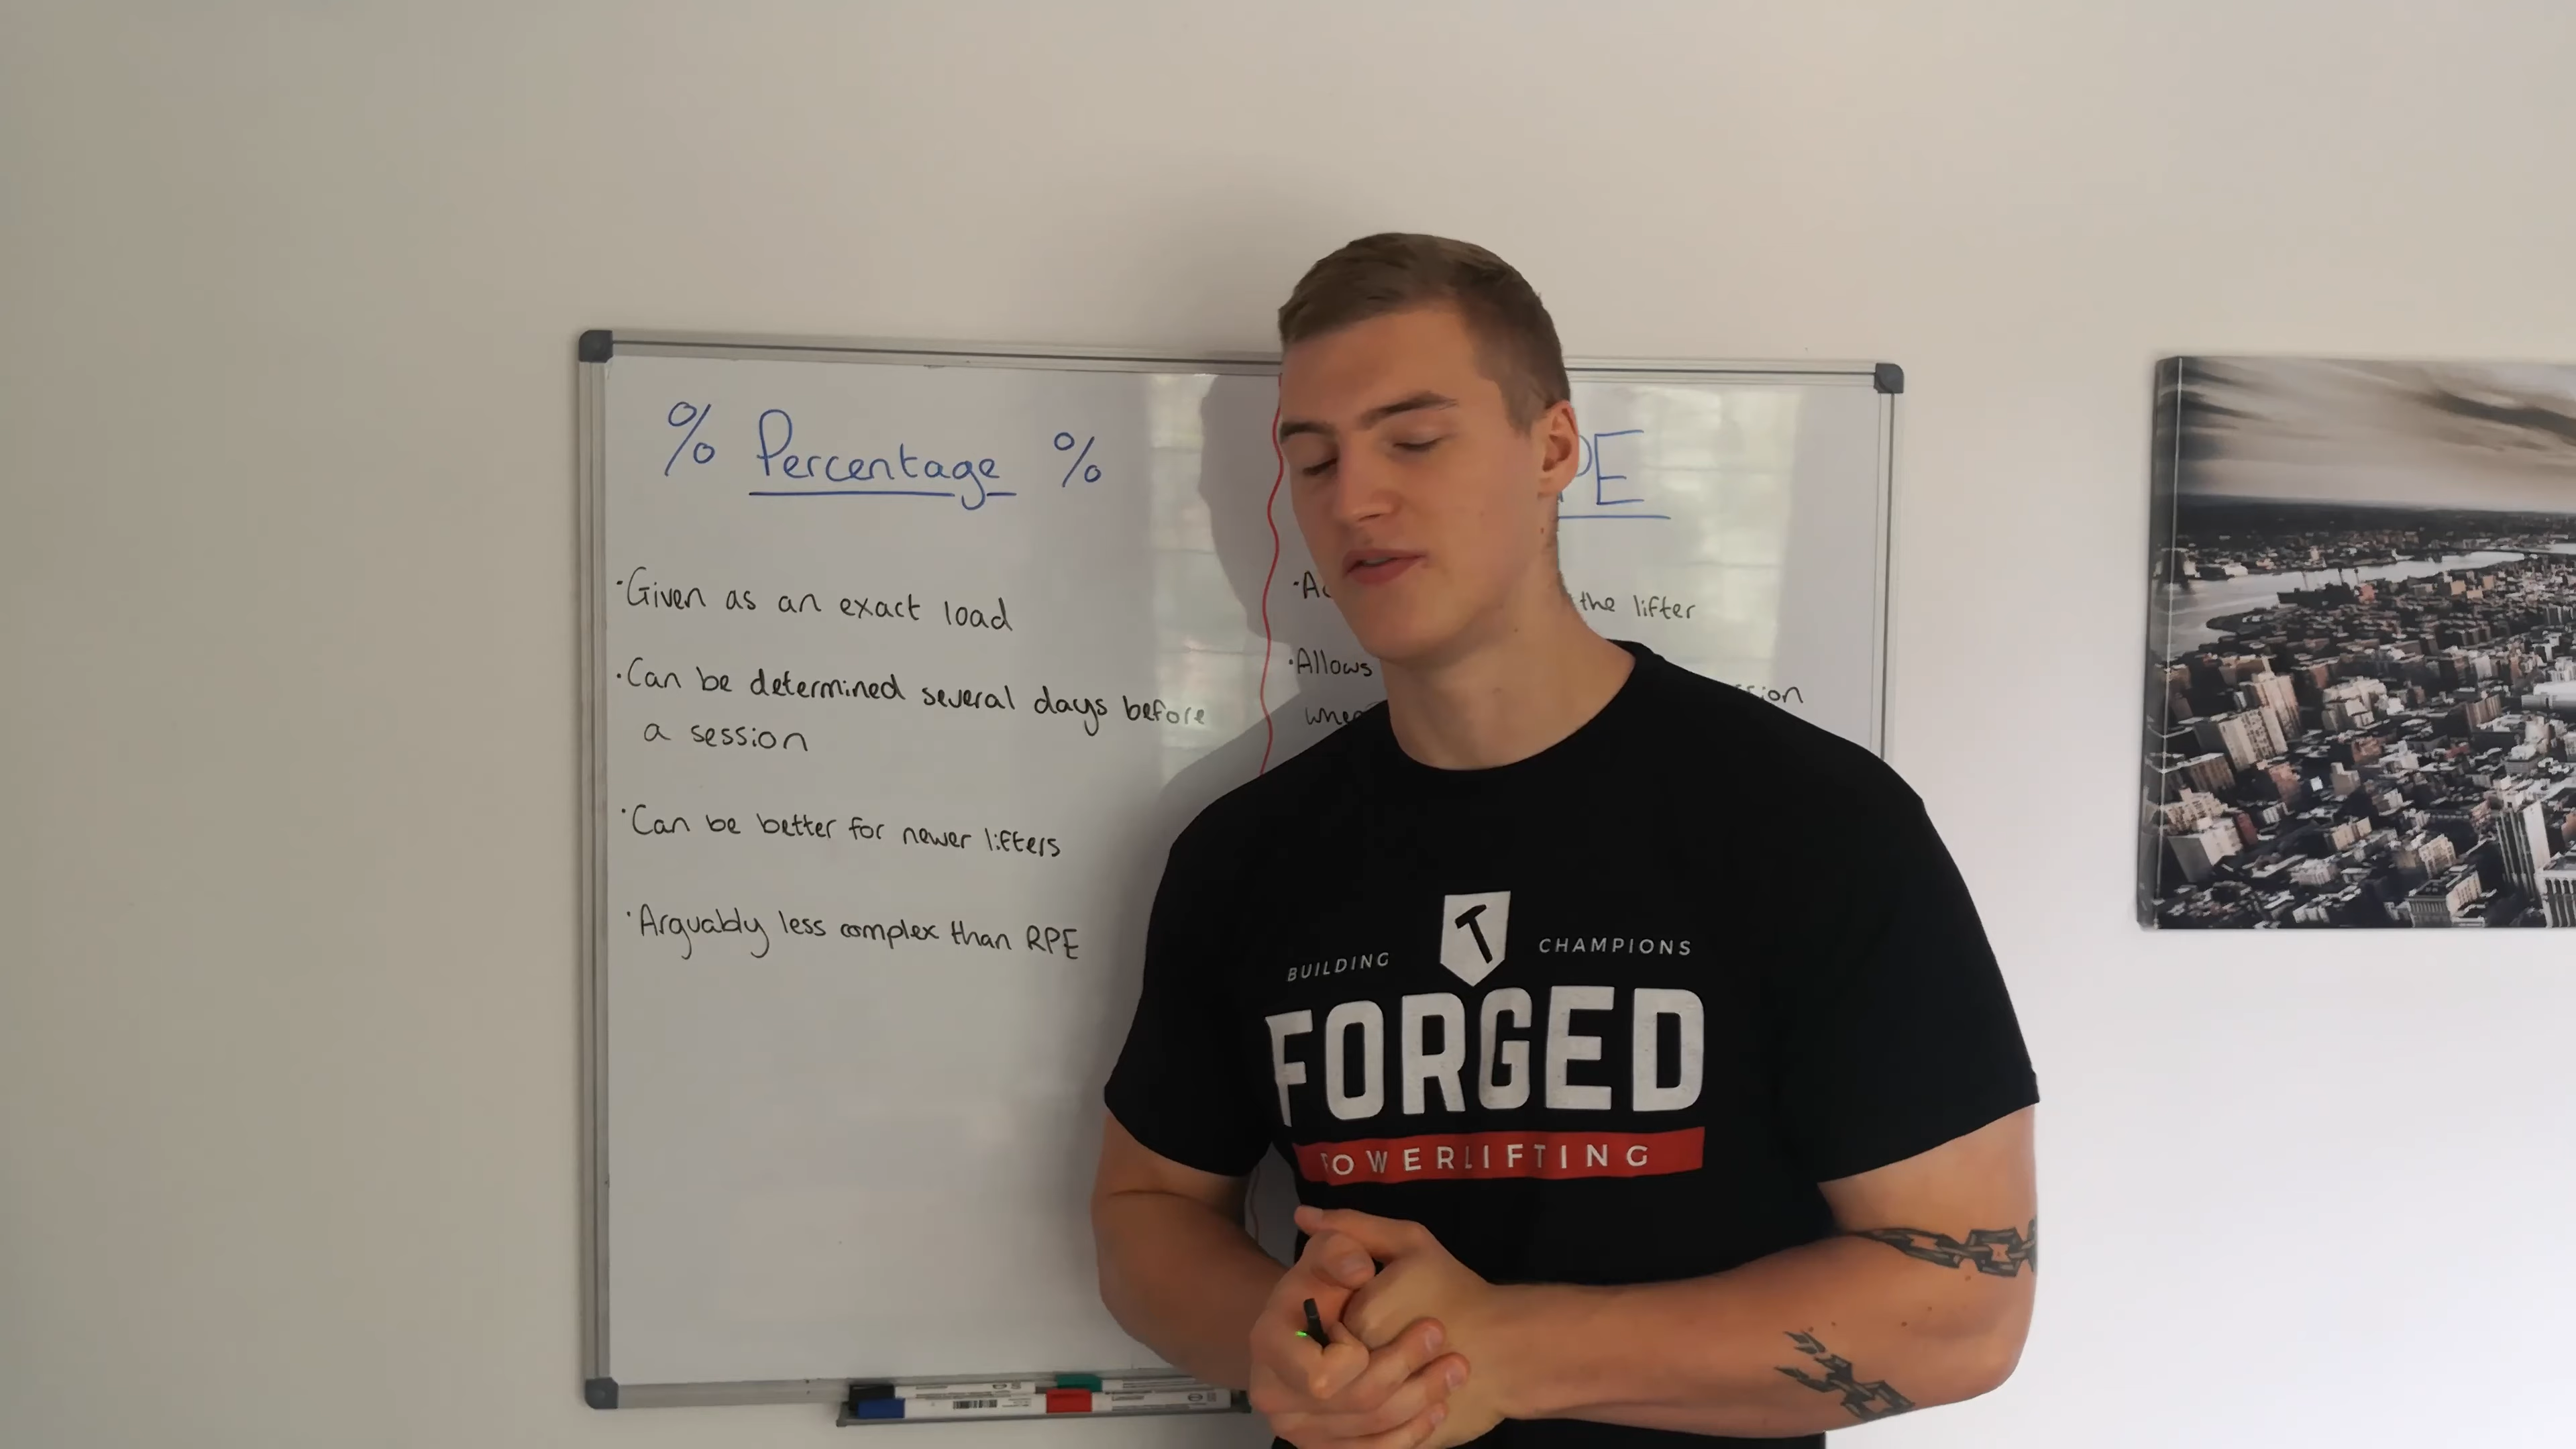 % Percentage %
· Given as an exact load
· Can be determined several days before
a session
· Can be better for newer lifters
· Arguably less complex than RPE
PE
the lifter
· Allows
BUILDING T CHAMPIONS
FORGED
POWERLIFTING